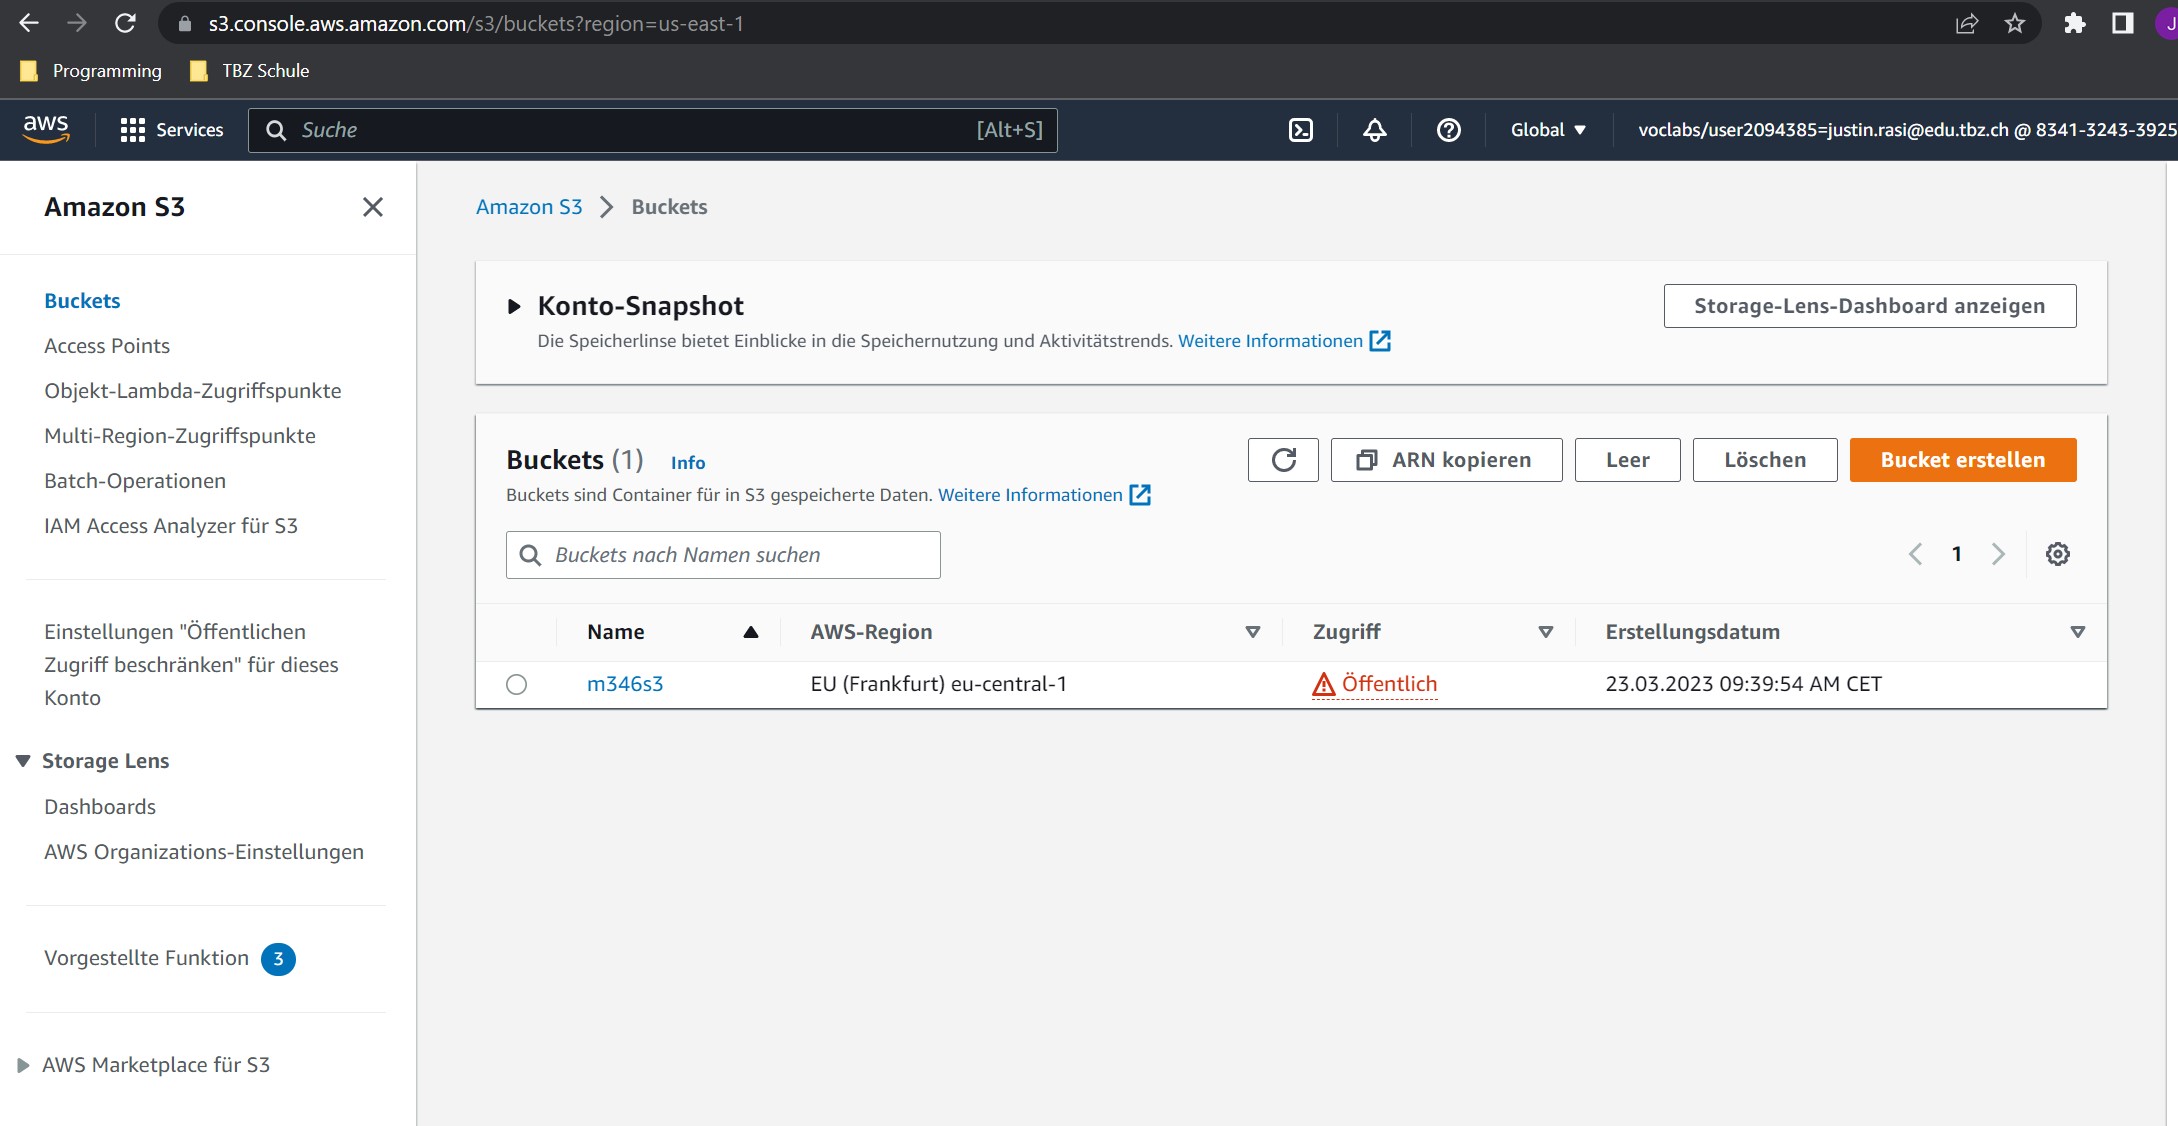 s3.console.aws.amazon.com/s3/buckets?region=us-east-1
J
Programming
TBZ Schule
aws
Services
Suche
[Alt+S]
Global
voclabs/user2094385=justin.rasi@edu.tbz.ch @ 8341-3243-3925
Amazon S3
Buckets
Access Points
Objekt-Lambda-Zugriffspunkte
Multi-Region-Zugriffspunkte
Batch-Operationen
IAM Access Analyzer für S3
Einstellungen "Öffentlichen
Zugriff beschränken" für dieses
Konto
Storage Lens
Dashboards
AWS Organizations-Einstellungen
Vorgestellte Funktion 3
AWS Marketplace für S3
Amazon S3 > Buckets
Konto-Snapshot
Die Speicherlinse bietet Einblicke in die Speichernutzung und Aktivitätstrends. Weitere Informationen
Storage-Lens-Dashboard anzeigen
Buckets (1) Info
Buckets sind Container für in S3 gespeicherte Daten. Weitere Informationen
ARN kopieren
Leer
Löschen
Bucket erstellen
Buckets nach Namen suchen
1
Name AWS-Region Zugriff Erstellungsdatum
m346s3 EU (Frankfurt) eu-central-1 Öffentlich 23.03.2023 09:39:54 AM CET